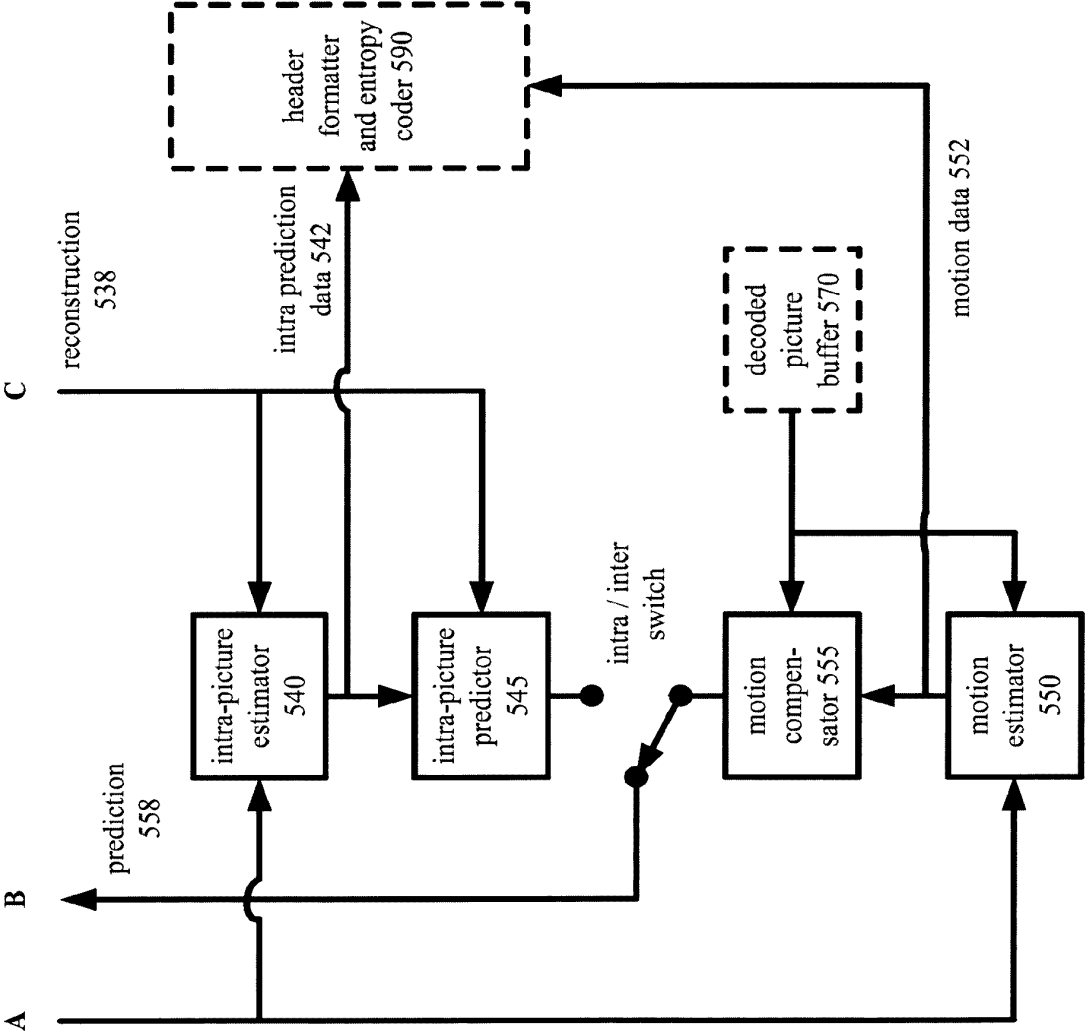 A
B
C
prediction
558
reconstruction
538
header
formatter
and entropy
coder 590
intra prediction
data 542
intra-picture
estimator
540
intra-picture
predictor
545
intra / inter
switch
decoded
picture
buffer 570
motion data 552
motion
compen-
sator 555
motion
estimator
550